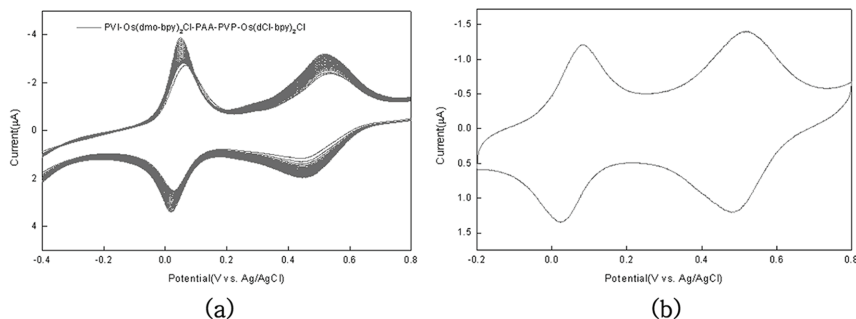 PVI-Os(dmo-bpy)2Cl-PAA-PVP-Os(dCl-bpy)2Cl
Current(µA)
-4
-2
0
2
4
-0.4 -0.2 0.0 0.2 0.4 0.6 0.8
Potential(V vs. Ag/AgCl)
(a)
Current(µA)
-1.5
-1.0
-0.5
0.0
0.5
1.0
1.5
-0.2 0.0 0.2 0.4 0.6 0.8
Potential(V vs. Ag/AgCl)
(b)